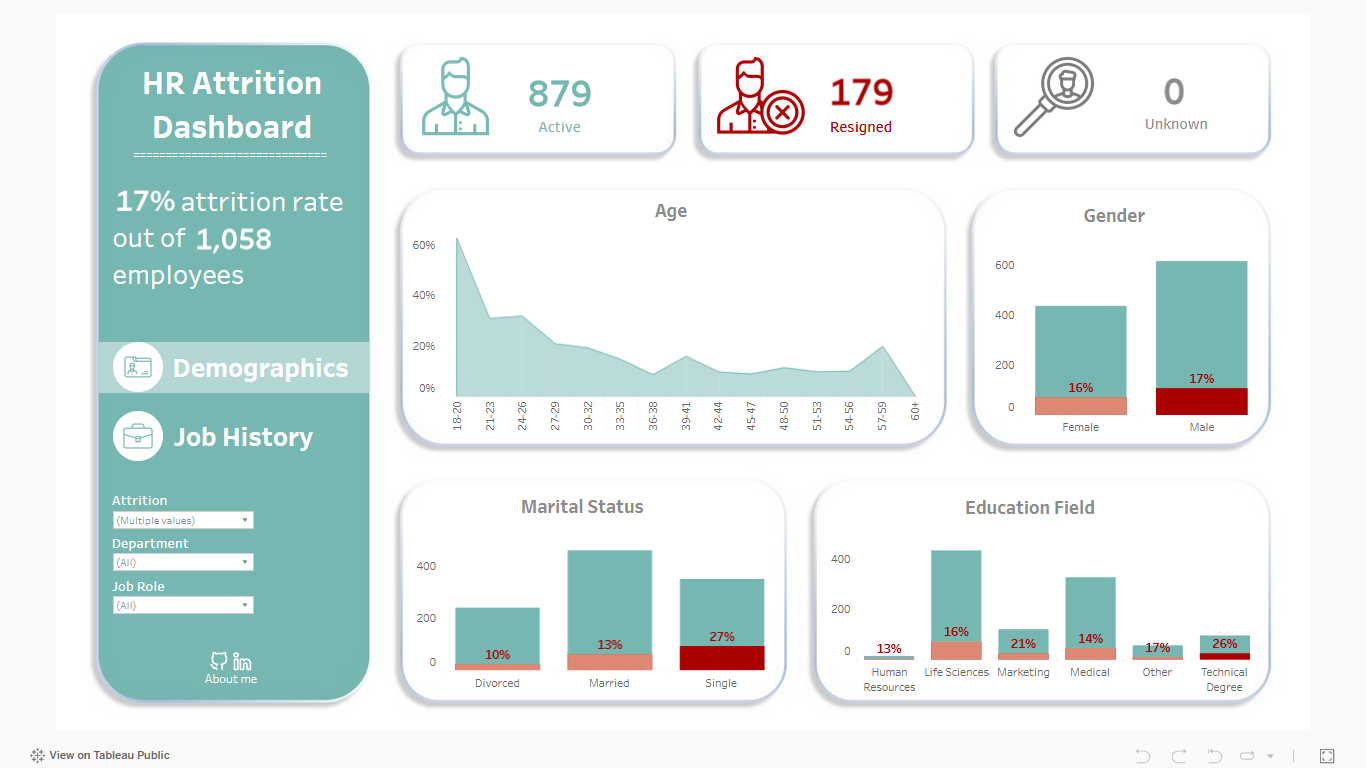 HR Attrition
Dashboard
==============================
17% attrition rate
out of 1,058
employees
Demographics
Job History
Attrition
(Multiple values)
Department
(All)
Job Role
(All)
in
About me
879
Active
179
Resigned
0
Unknown
Age
60%
40%
20%
0%
18-20
21-23
24-26
27-29
30-32
33-35
36-38
39-41
42-44
45-47
48-50
51-53
54-56
57-59
60+
Gender
600
400
200
0
16%
17%
Female
Male
Marital Status
400
200
0
10%
13%
27%
Divorced
Married
Single
Education Field
400
200
0
13%
16%
21%
14%
17%
26%
Human
Resources
Life Sciences
Marketing
Medical
Other
Technical
Degree
View on Tableau Public